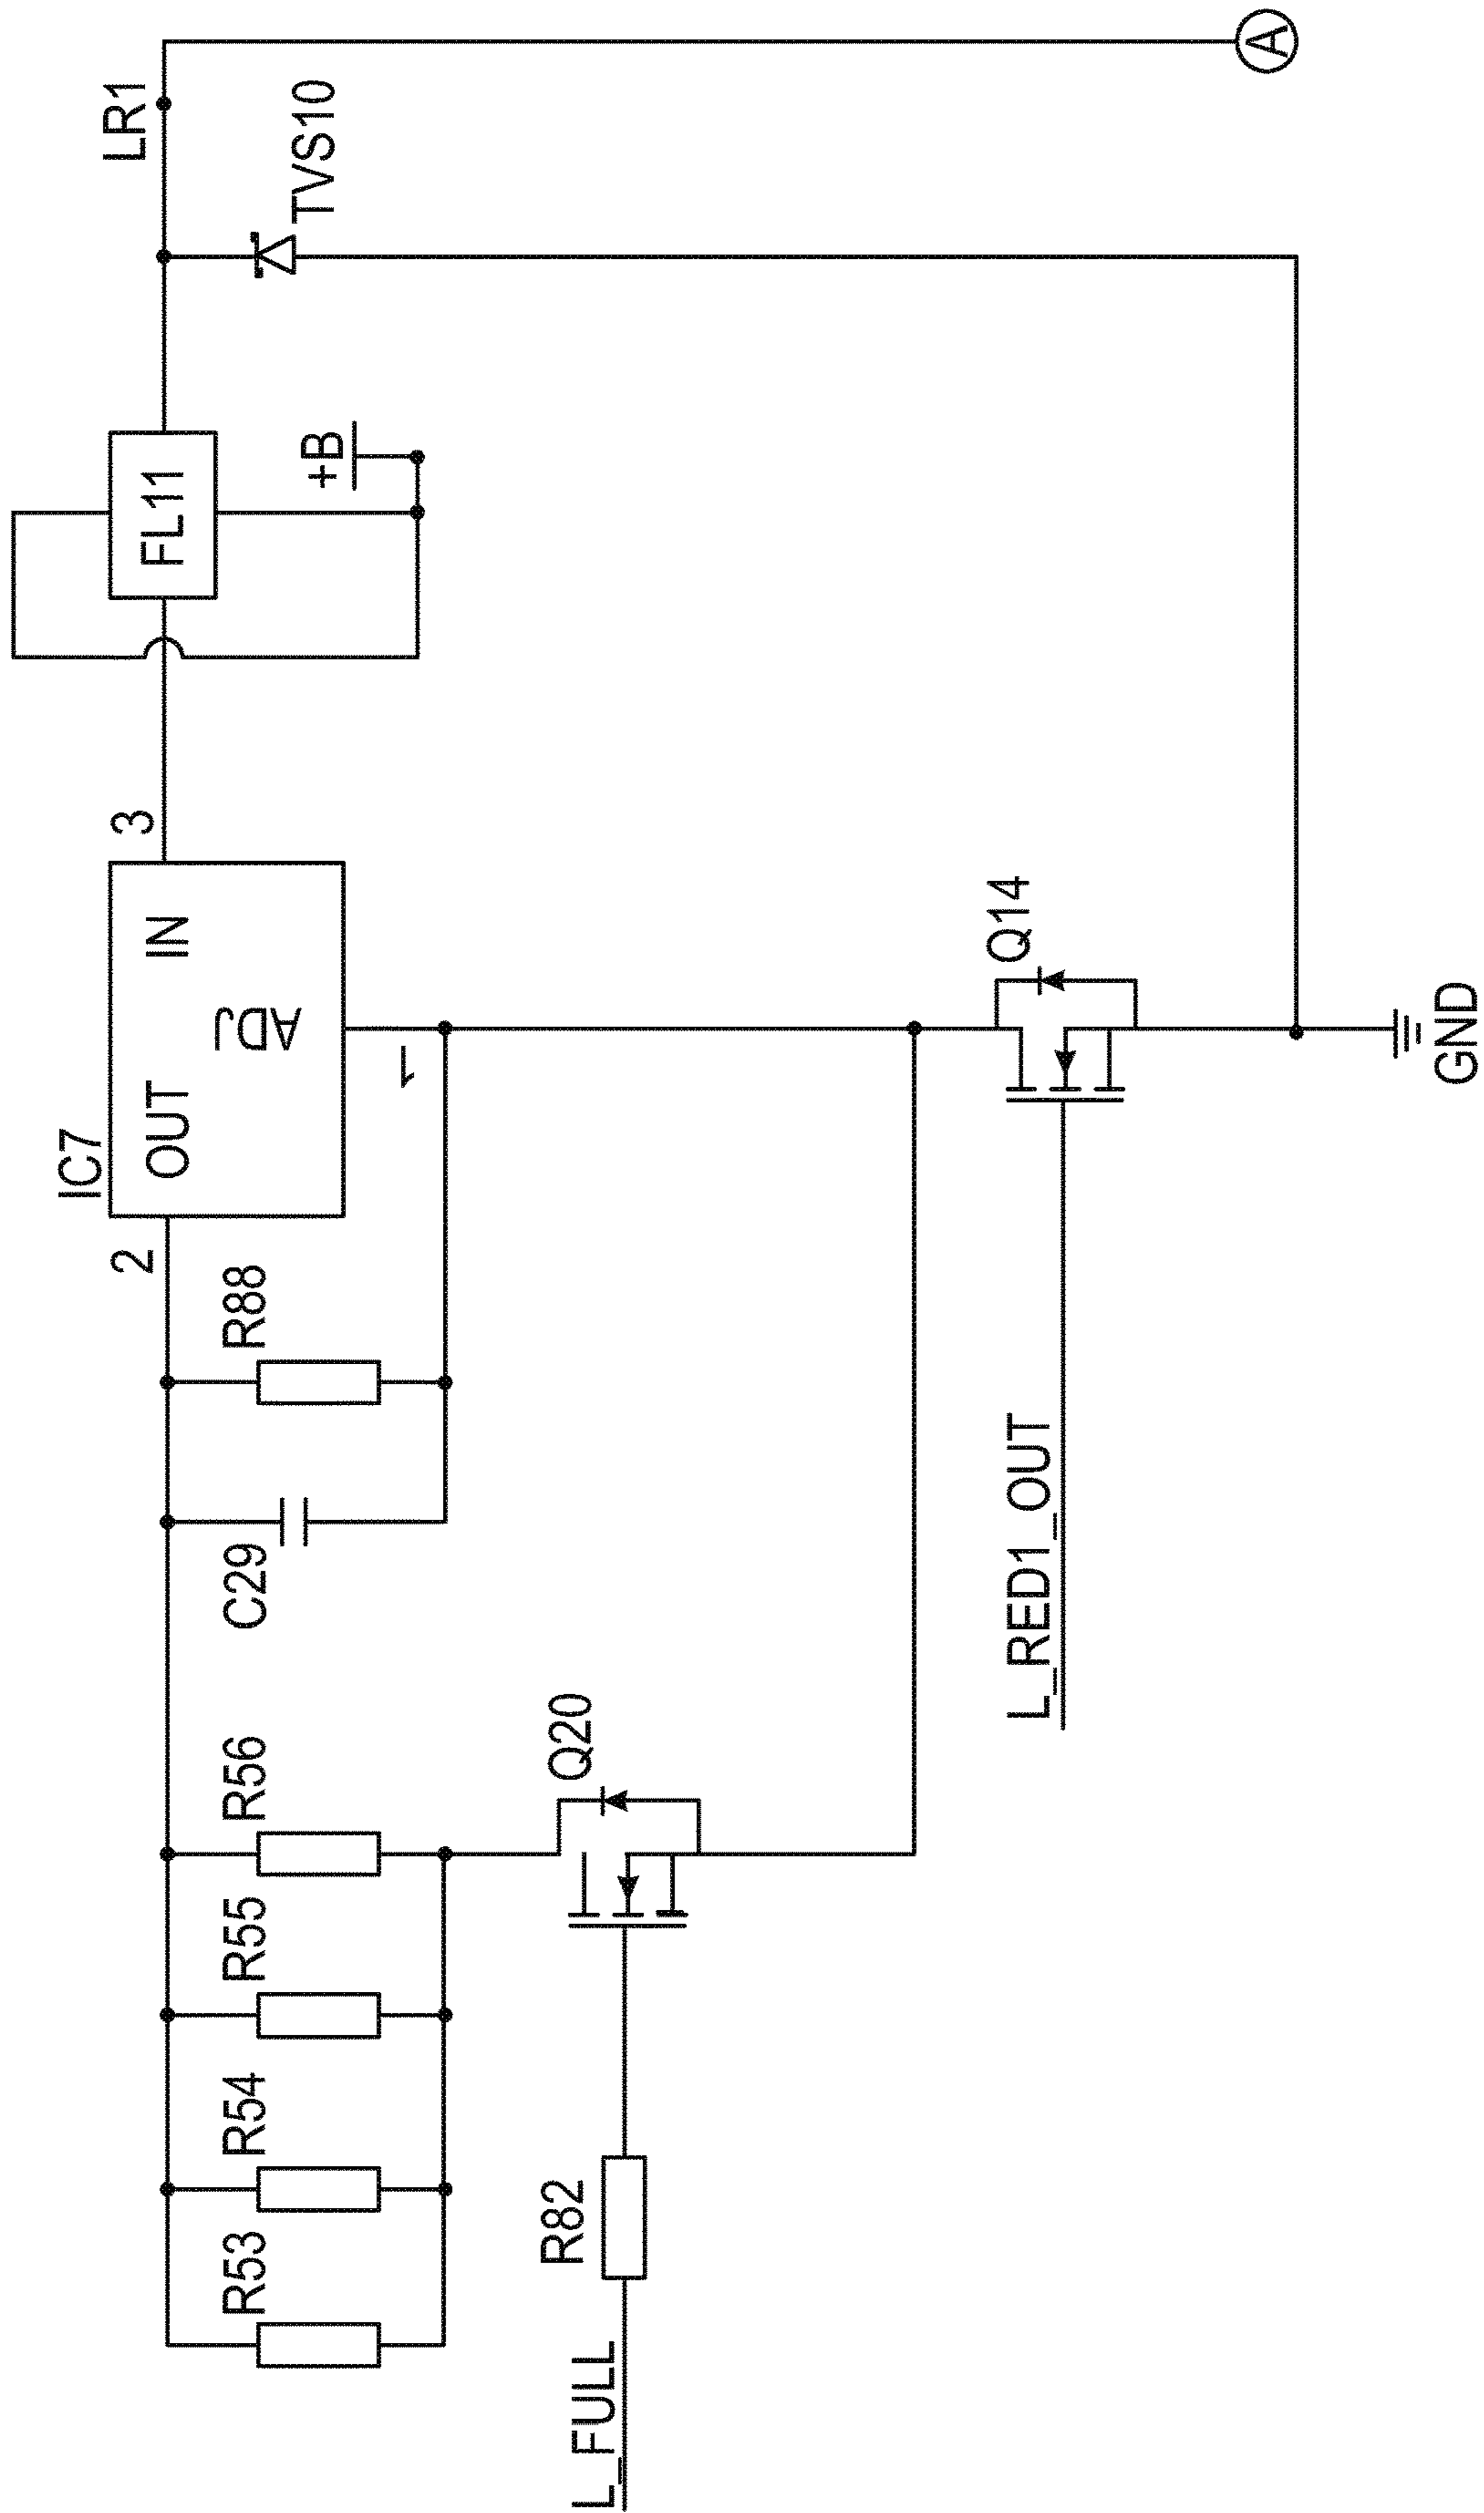 R53
R54
R55
R56
C29
R88
2
IC7
OUT
IN
ADJ
1
3
FL11
+B
LR1
TVS10
A
L_FULL
R82
Q20
L_RED1_OUT
Q14
GND